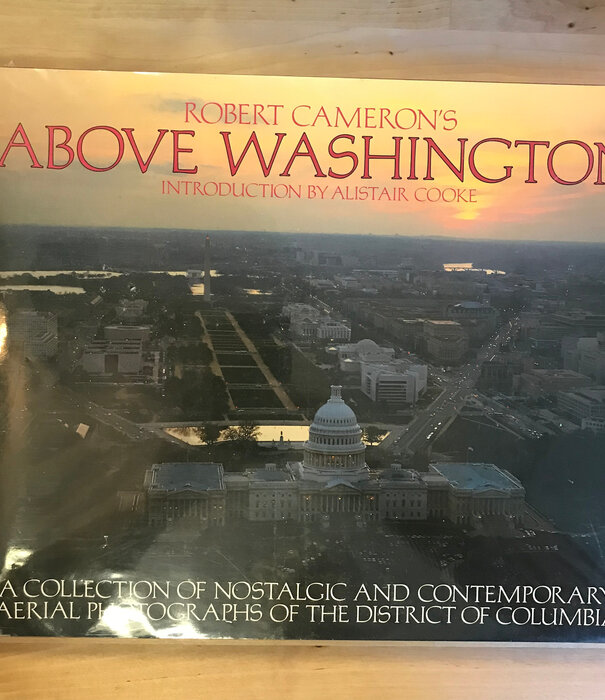 ROBERT CAMERON'S
ABOVE WASHINGTON
INTRODUCTION BY ALISTAIR COOKE
A COLLECTION OF NOSTALGIC AND CONTEMPORARY
AERIAL PHOTOGRAPHS OF THE DISTRICT OF COLUMBIA